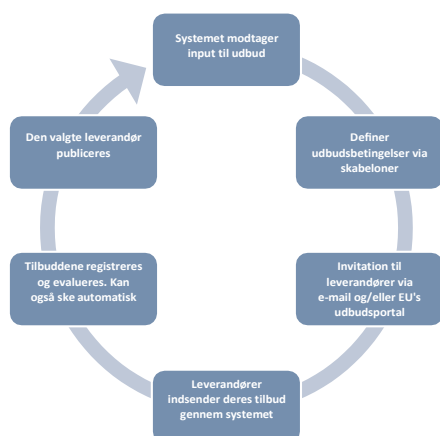 Systemet modtager
input til udbud
Definer
udbudsbetingelser via
skabeloner
Invitation til
leverandører via
e-mail og/eller EU's
udbudsportal
Leverandører
indsender deres tilbud
gennem systemet
Tilbuddene registreres
og evalueres. Kan
også ske automatisk
Den valgte leverandør
publiceres